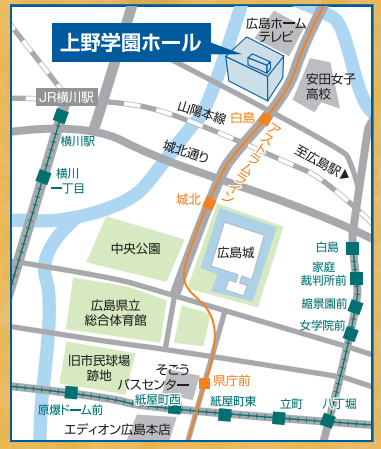 広島ホーム
テレビ
上野学園ホール
安田女子
高校
JR横川駅
山陽本線
白島
アストラムライン
横川駅
城北通り
至広島駅▶
横川
一丁目
城北
中央公園
広島城
白島
家庭
裁判所前
縮景園前
広島県立
総合体育館
女学院前
旧市民球場
跡地
そごう
バスセンター
県庁前
原爆ドーム前
紙屋町西
紙屋町東
立町
八丁堀
エディオン広島本店